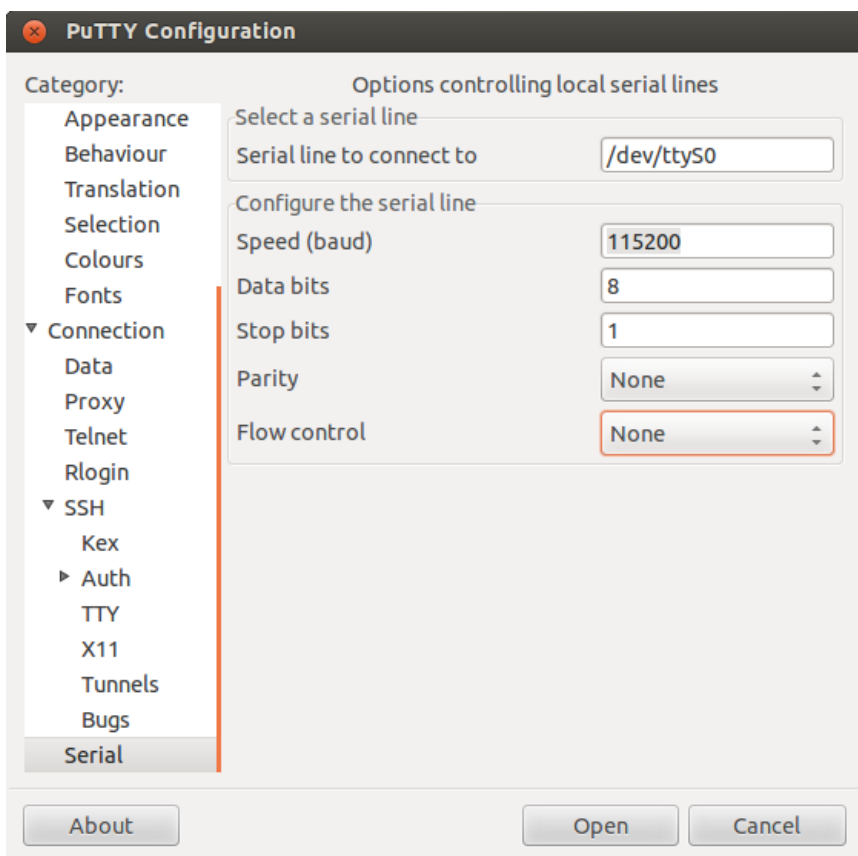 PuTTY Configuration
Category:
Appearance
Behaviour
Translation
Selection
Colours
Fonts
Connection
Data
Proxy
Telnet
Rlogin
SSH
Kex
Auth
TTY
X11
Tunnels
Bugs
Serial
Options controlling local serial lines
Select a serial line
Serial line to connect to /dev/ttyS0
Configure the serial line
Speed (baud) 115200
Data bits 8
Stop bits 1
Parity None
Flow control None
About Open Cancel